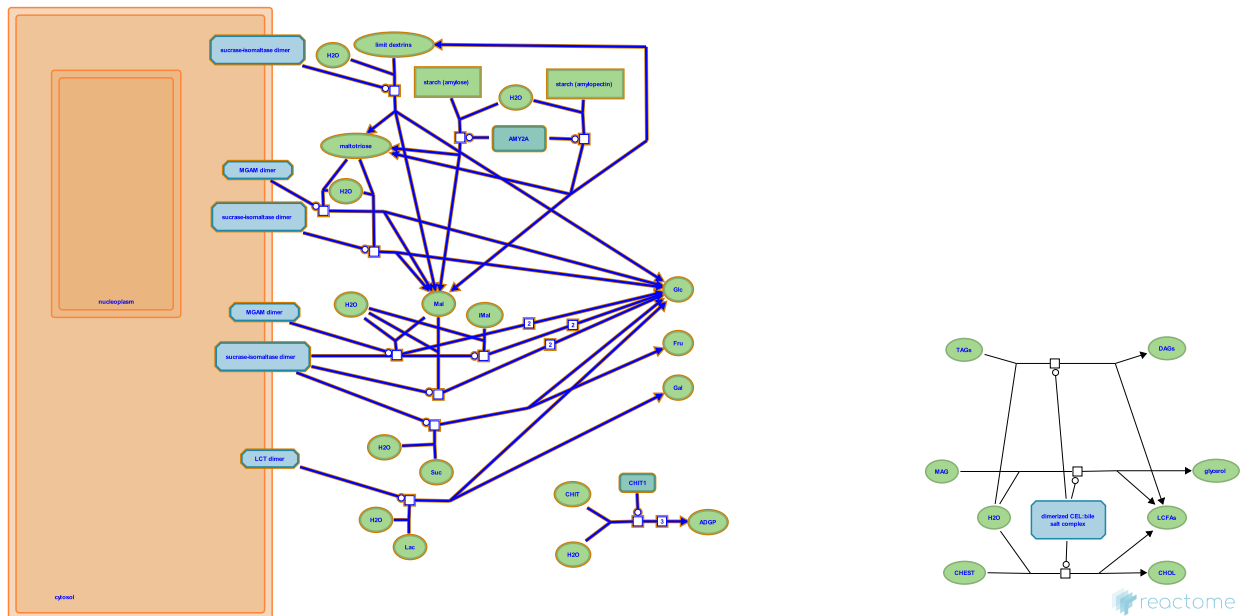 sucrase-isomaltase dimer
H2O
limit dextrins
starch (amylose)
H2O
starch (amylopectin)
AMY2A
maltotriose
MGAM dimer
H2O
sucrase-isomaltase dimer
nucleoplasm
Glc
MGAM dimer
H2O
Mal
iMal
2
2
2
Fru
sucrase-isomaltase dimer
Gal
H2O
Suc
LCT dimer
H2O
Lac
CHIT
CHIT1
3
ADGP
H2O
cytosol
TAGs
DAGs
MAG
glycerol
H2O
dimerized CEL:bile
salt complex
LCFAs
CHEST
CHOL
reactome